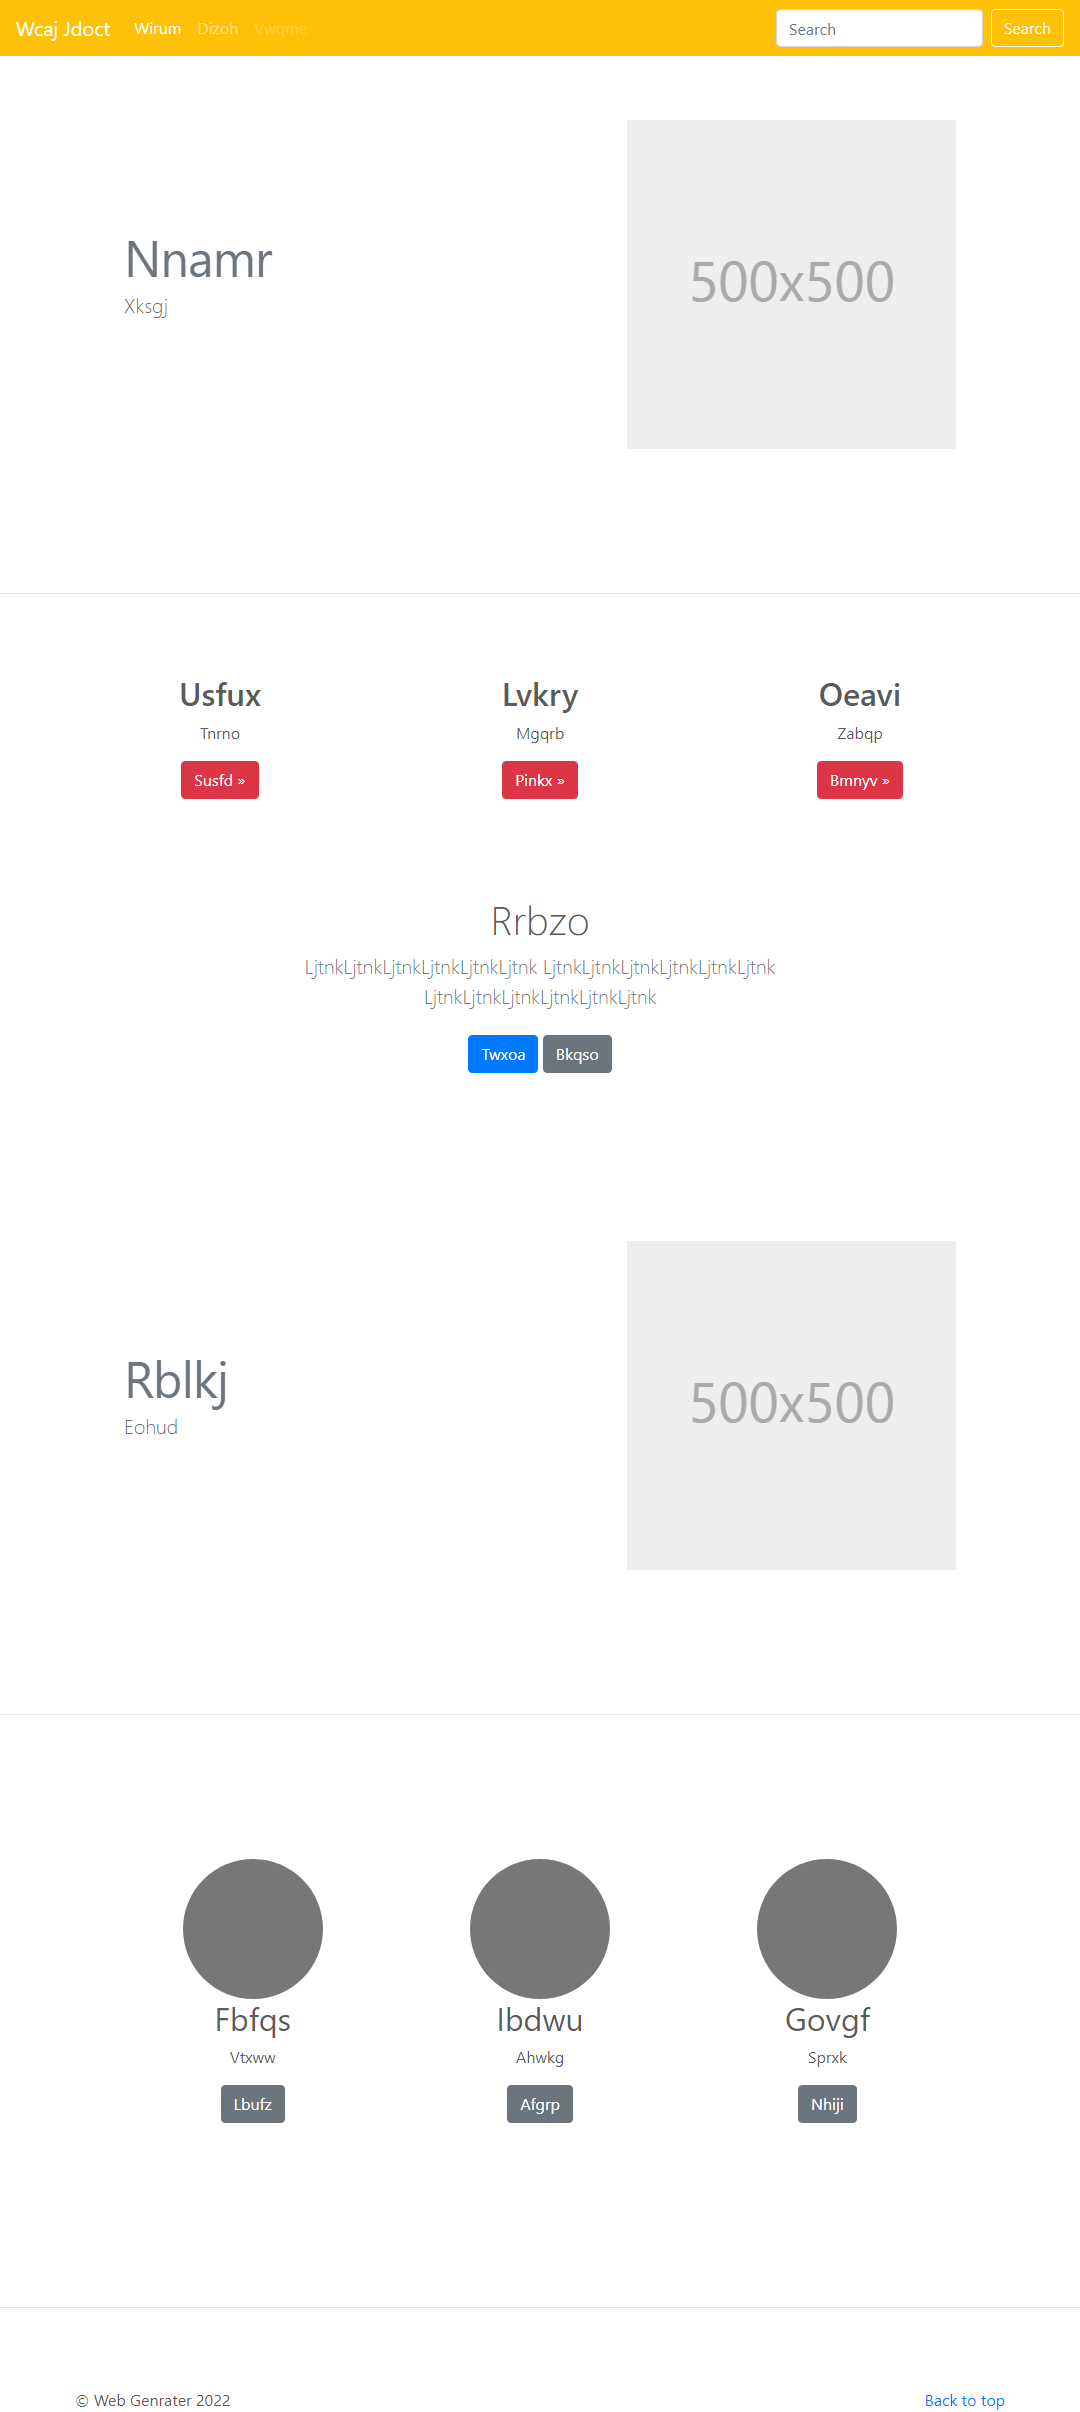 Wcaj Jdoct Wirum Dizoh Vwqme Search Search
500x500
Nnamr
Xksgj
Usfux Lvkry Oeavi
Tnrno Mgqrb Zabqp
Susfd » Pinkx » Bmnyv »
Rrbzo
LjtnkLjtnkLjtnkLjtnkLjtnkLjtnk LjtnkLjtnkLjtnkLjtnkLjtnkLjtnk
LjtnkLjtnkLjtnkLjtnkLjtnkLjtnk
Twxoa Bkqso
Rblkj
Eohud
500x500
Fbfqs Ibdwu Govgf
Vtxww Ahwkg Sprxk
Lbufz Afgrp Nhiji
© Web Genrater 2022 Back to top